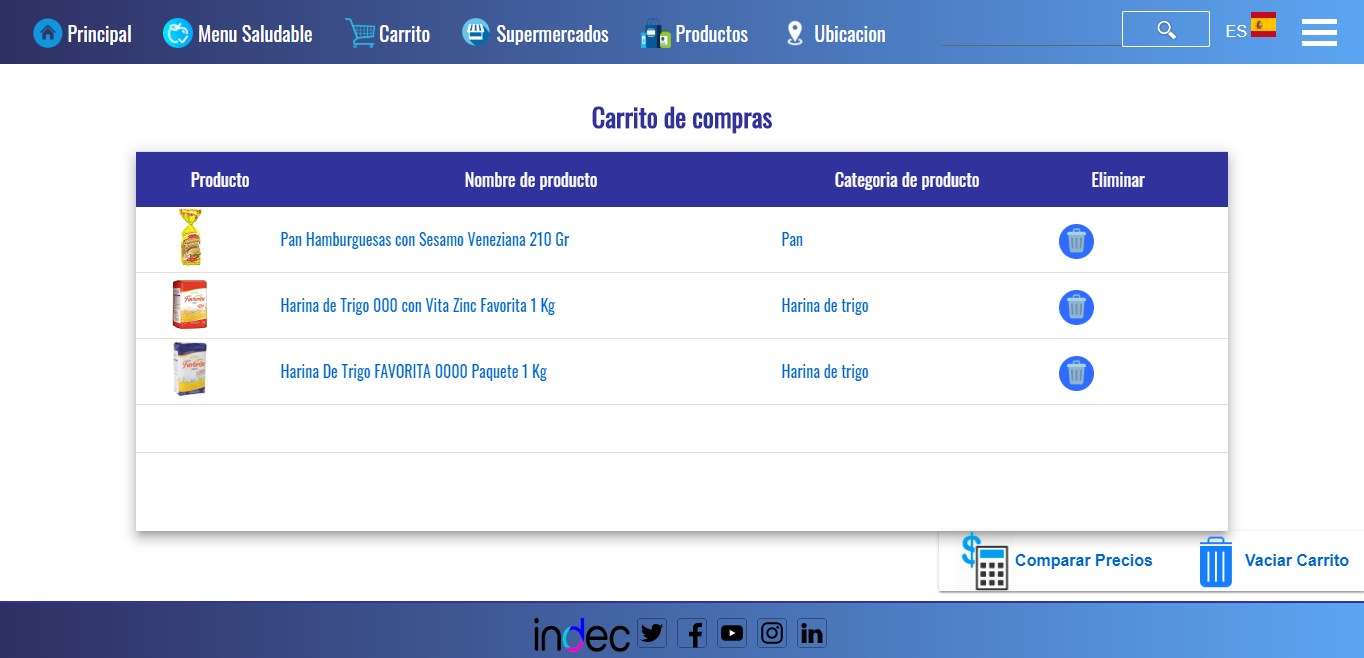 Principal Menu Saludable Carrito Supermercados Productos Ubicacion ES
Carrito de compras
Producto Nombre de producto Categoria de producto Eliminar
Pan Hamburguesas con Sesamo Veneziana 210 Gr Pan
Harina de Trigo 000 con Vita Zinc Favorita 1 Kg Harina de trigo
Harina De Trigo FAVORITA 0000 Paquete 1 Kg Harina de trigo
Comparar Precios Vaciar Carrito
indec